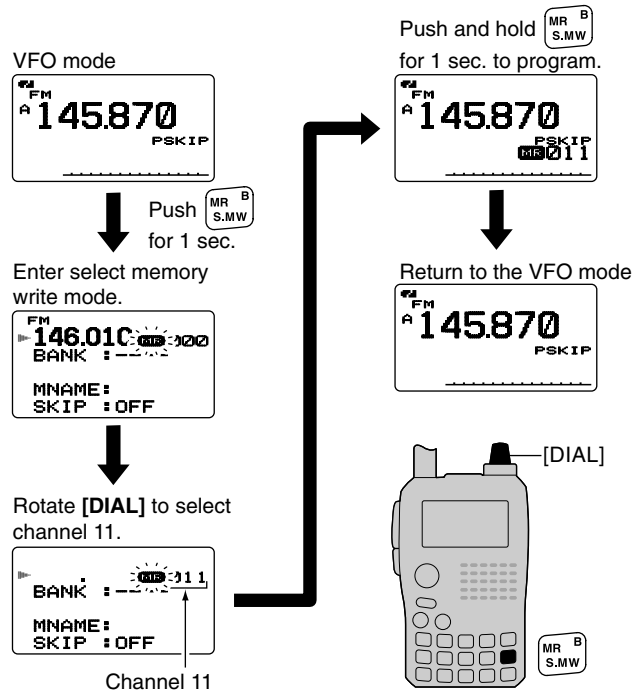 VFO mode
FM
A 145.870
PSKIP
Push MR B S.MW
for 1 sec.
Enter select memory
write mode.
FM
146.010 MR 000
BANK :--
MNAME:
SKIP :OFF
Rotate [DIAL] to select
channel 11.
MR 011
BANK :--
MNAME:
SKIP :OFF
Channel 11
Push and hold MR B S.MW
for 1 sec. to program.
FM
A 145.870
PSKIP
MR 011
Return to the VFO mode
FM
A 145.870
PSKIP
[DIAL]
MR B
S.MW